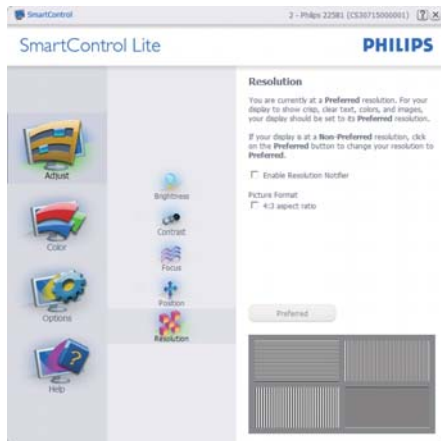 SmartControl
2 - Philips 225B1 (CS30715000001)
SmartControl Lite
PHILIPS
Adjust
Color
Options
Help
Brightness
Contrast
Focus
Position
Resolution
Resolution
You are currently at a Preferred resolution. For your
display to show crisp, clear text, colors, and images,
your display should be set to its Preferred resolution.
If your display is at a Non-Preferred resolution, click
on the Preferred button to change your resolution to
Preferred.
Enable Resolution Notifier
Picture Format
4:3 aspect ratio
Preferred